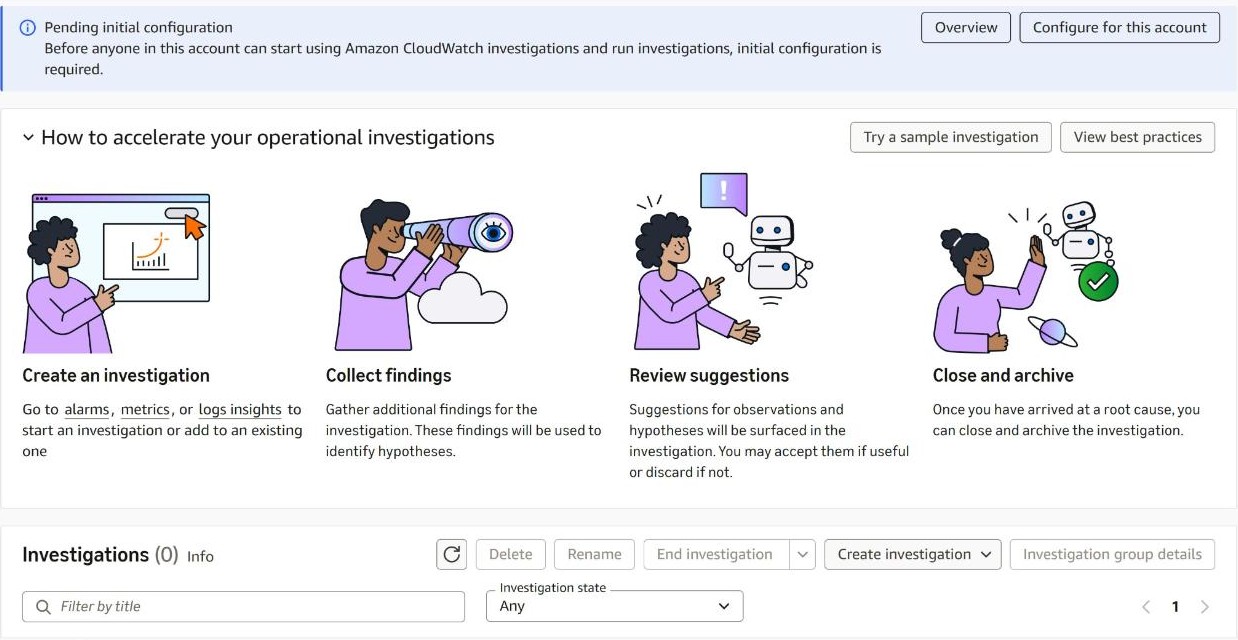 Pending initial configuration
Overview
Configure for this account
Before anyone in this account can start using Amazon CloudWatch investigations and run investigations, initial configuration is
required.
How to accelerate your operational investigations
Try a sample investigation
View best practices
!
Create an investigation
Go to alarms, metrics, or logs insights to
start an investigation or add to an existing
one
Collect findings
Gather additional findings for the
investigation. These findings will be used to
identify hypotheses.
Review suggestions
Suggestions for observations and
hypotheses will be surfaced in the
investigation. You may accept them if useful
or discard if not.
Close and archive
Once you have arrived at a root cause, you
can close and archive the investigation.
Investigations (0) Info
Delete
Rename
End investigation
Create investigation
Investigation group details
Filter by title
Investigation state
Any
1